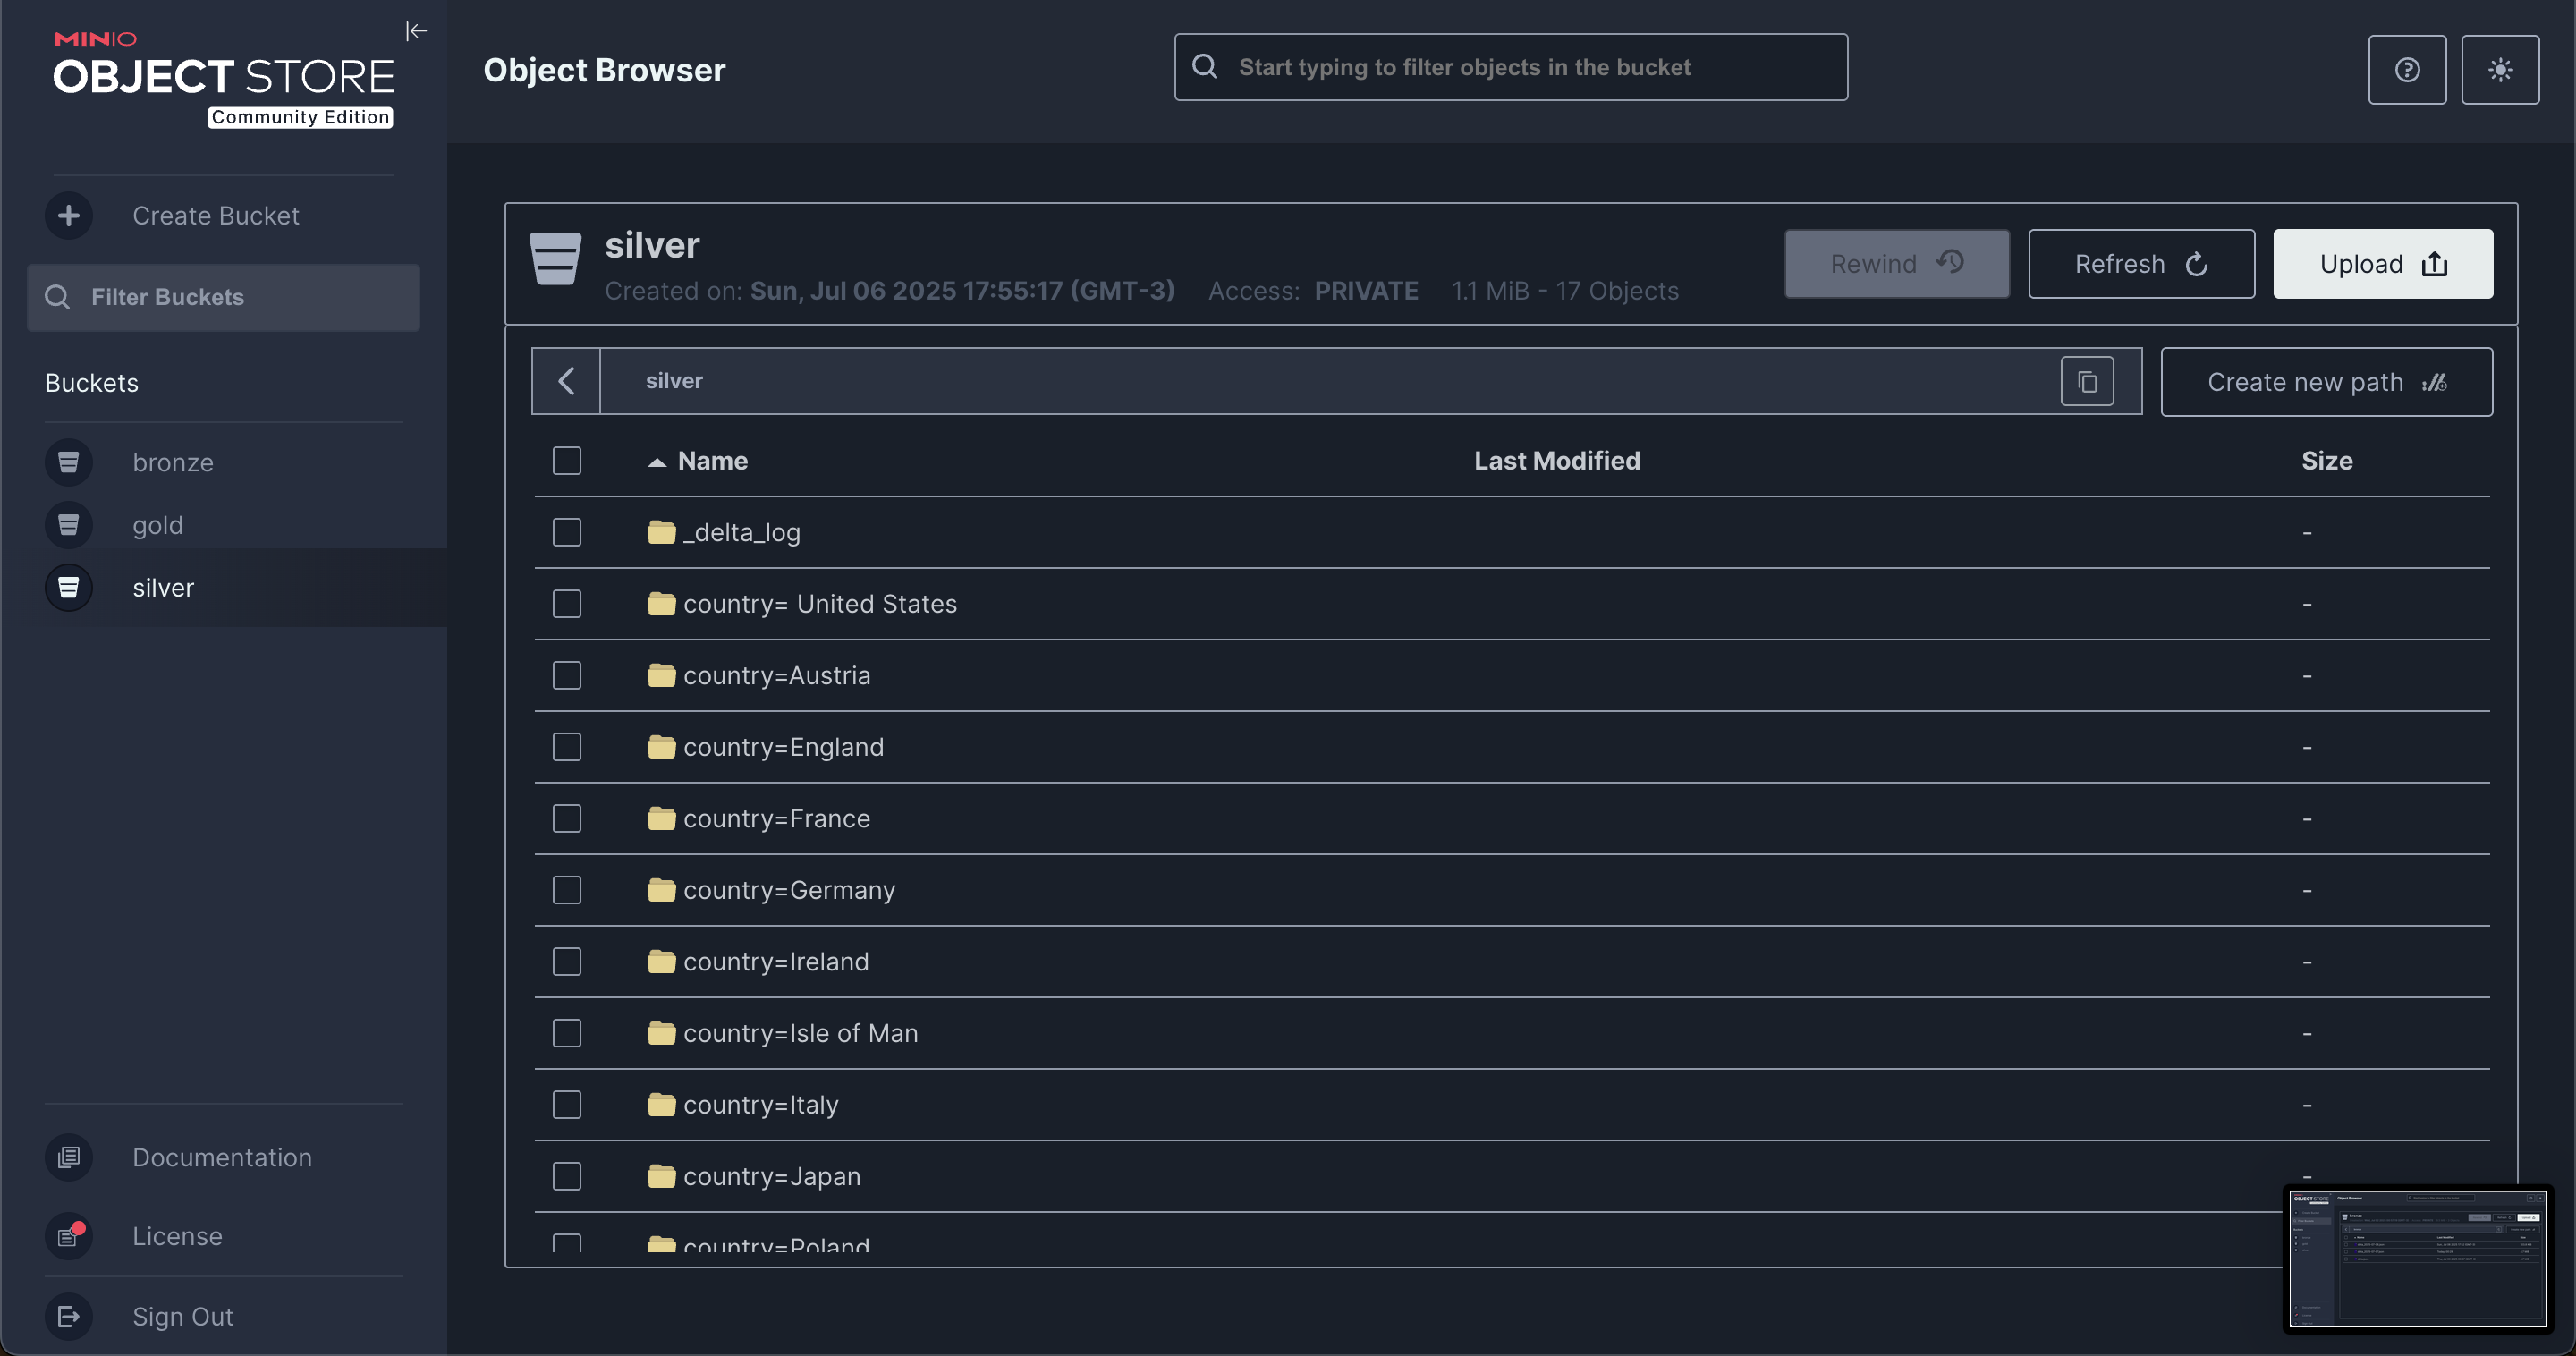 MINIO
OBJECT STORE
Community Edition
Create Bucket
Filter Buckets
Buckets
bronze
gold
silver
Documentation
License
Sign Out
Object Browser
Start typing to filter objects in the bucket
silver
Created on: Sun, Jul 06 2025 17:55:17 (GMT-3) Access: PRIVATE 1.1 MiB - 17 Objects
Rewind
Refresh
Upload
silver
Create new path
Name Last Modified Size
_delta_log -
country= United States -
country=Austria -
country=England -
country=France -
country=Germany -
country=Ireland -
country=Isle of Man -
country=Italy -
country=Japan -
country=Poland
OBJECT STORE
Object Browser